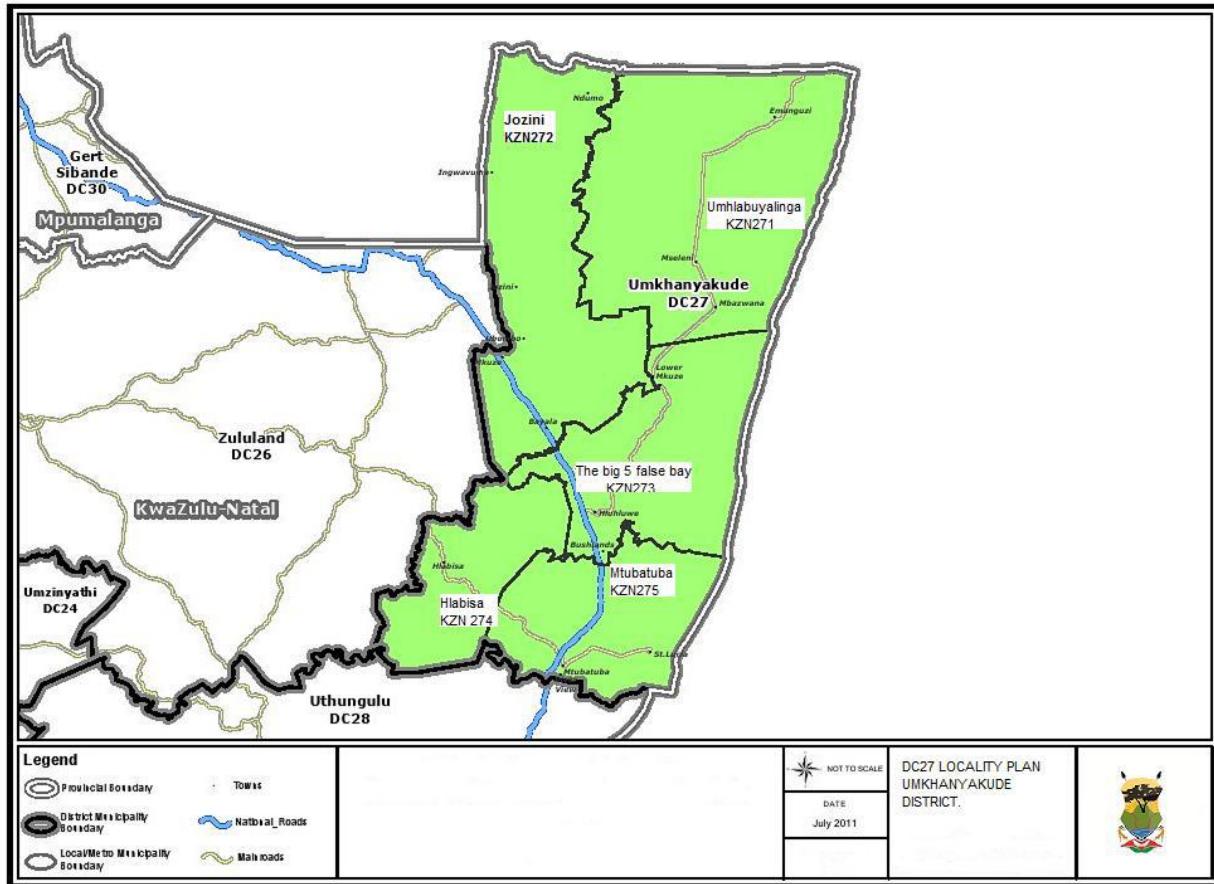 Ndumo
Jozini
KZN272
Emanguzi
Gert
Sibande
DC30
Mpumalanga
Umhlabuyalinga
KZN271
Mseleni
Umkhanyakude
DC27
Mbazwana
Lower
Mkuze
Bayala
Zululand
DC26
The big 5 false bay
KZN273
KwaZulu-Natal
Hluhluwe
Bushlands
Hlabisa
Mtubatuba
KZN275
Umzinyathi
DC24
Hlabisa
KZN 274
St.Lucia
Mtubatuba
View
Uthungulu
DC28
Legend
Provincial Boundary
District Municipality
Boundary
Local/Metro Municipality
Boundary
Towns
National_Roads
Main roads
NOT TO SCALE
DATE
July 2011
DC27 LOCALITY PLAN
UMKHANYAKUDE
DISTRICT.